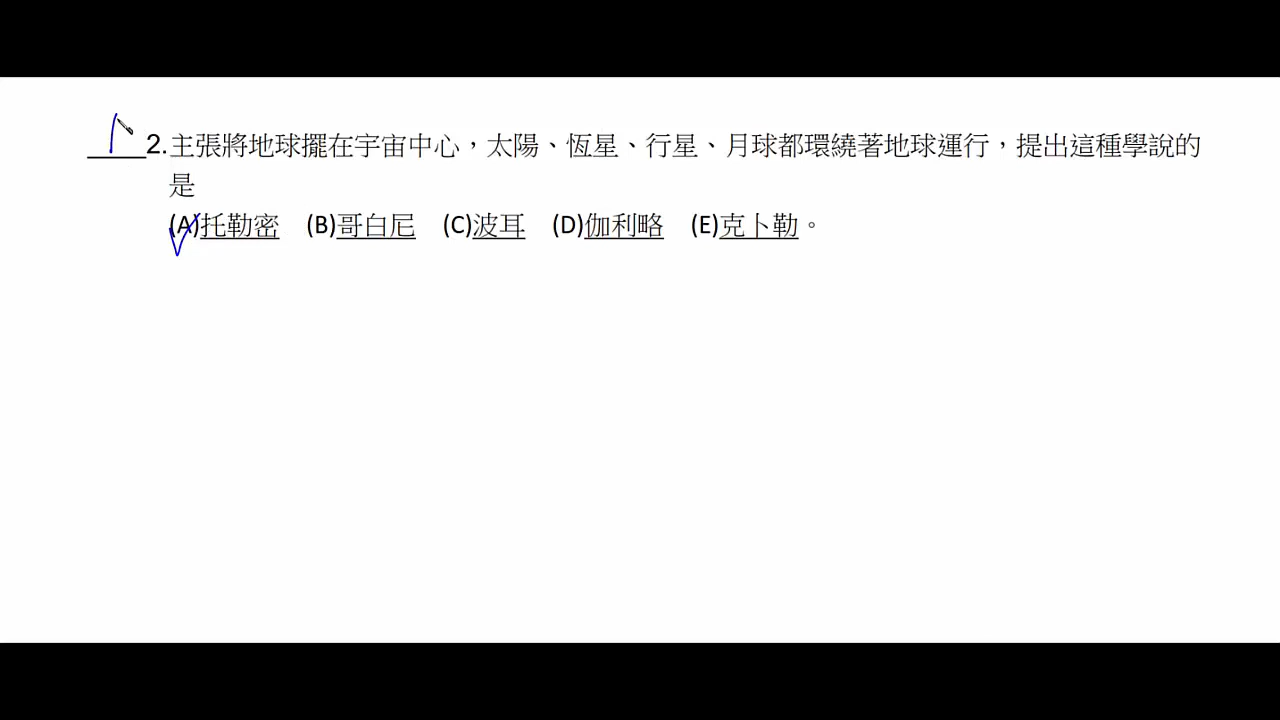 2.主張將地球擺在宇宙中心，太陽、恆星、行星、月球都環繞著地球運行，提出這種學說的
是
(A)托勒密 (B)哥白尼 (C)波耳 (D)伽利略 (E)克卜勒。